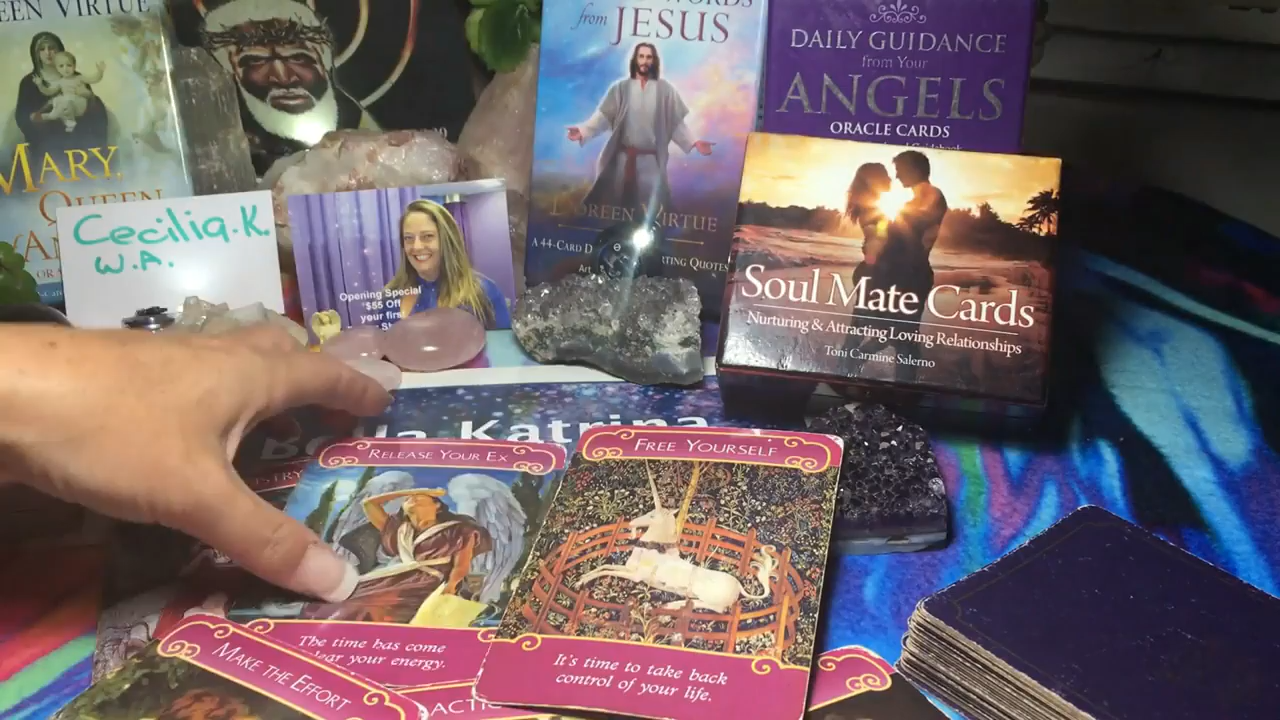 EEN VIRTUE
MARY,
QUEEN
OF AN
Cecilia.K.
W.A.
Opening Special
$55 Off
your first
from JESUS
DOREEN VIRTUE
A 44-CARD D
RTING QUOTES
Art
DAILY GUIDANCE
from Your
ANGELS
ORACLE CARDS
Soul Mate Cards
Nurturing & Attracting Loving Relationships
Toni Carmine Salerno
Katrina
RELEASE YOUR EX
The time has come
your energy.
FREE YOURSELF
It's time to take back
control of your life.
MAKE THE EFFORT